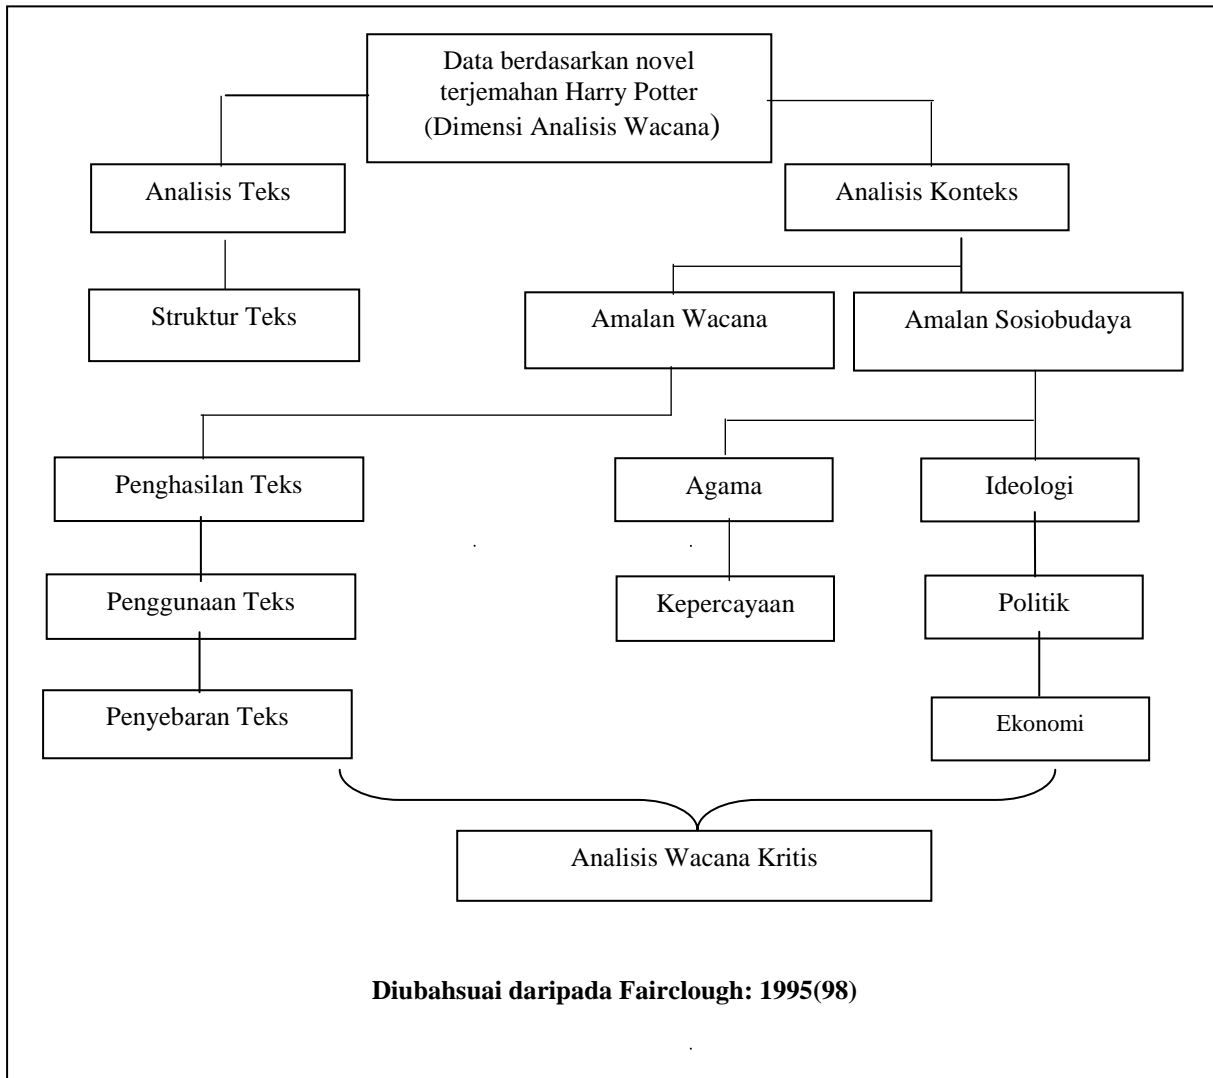 Data berdasarkan novel
terjemahan Harry Potter
(Dimensi Analisis Wacana)
Analisis Teks
Analisis Konteks
Struktur Teks
Amalan Wacana
Amalan Sosiobudaya
Penghasilan Teks
Agama
Ideologi
Penggunaan Teks
Kepercayaan
Politik
Penyebaran Teks
Ekonomi
Analisis Wacana Kritis
Diubahsuai daripada Fairclough: 1995(98)